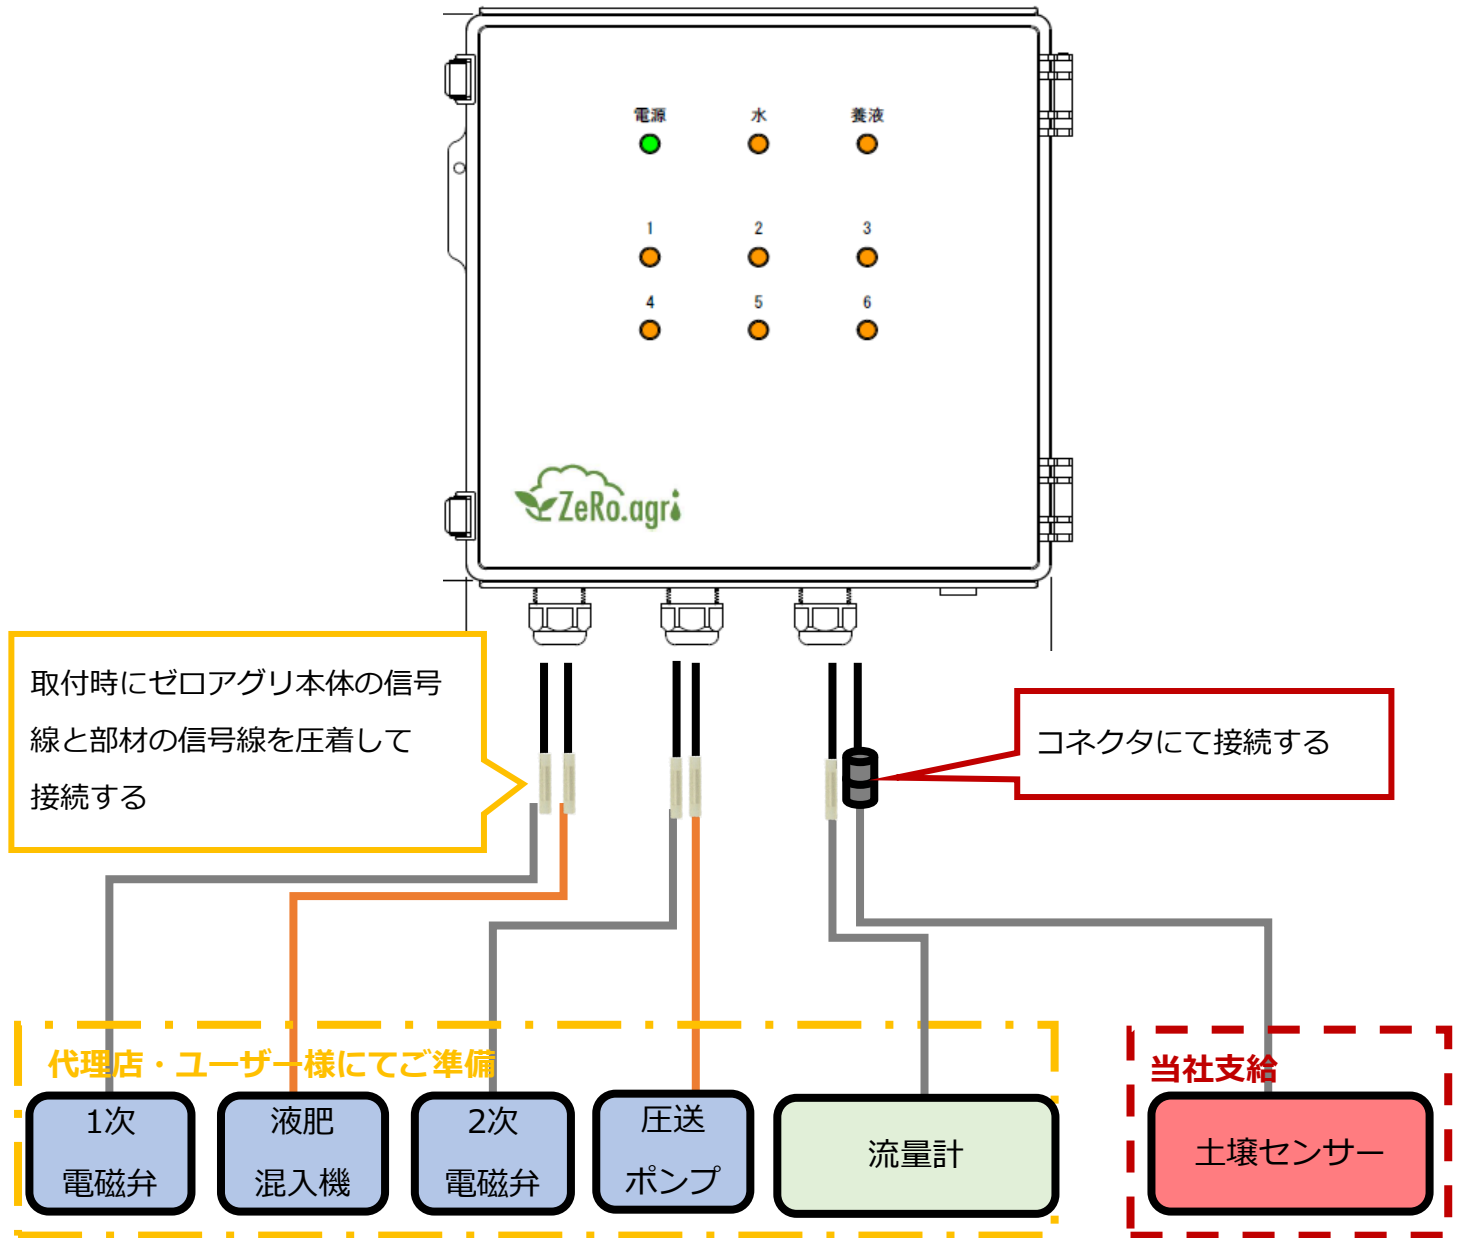 電源 水 養液
1 2 3
4 5 6
ZeRo.agri
取付時にゼロアグリ本体の信号
線と部材の信号線を圧着して
接続する
コネクタにて接続する
代理店・ユーザー様にてご準備
当社支給
1次
電磁弁
液肥
混入機
2次
電磁弁
圧送
ポンプ
流量計
土壌センサー